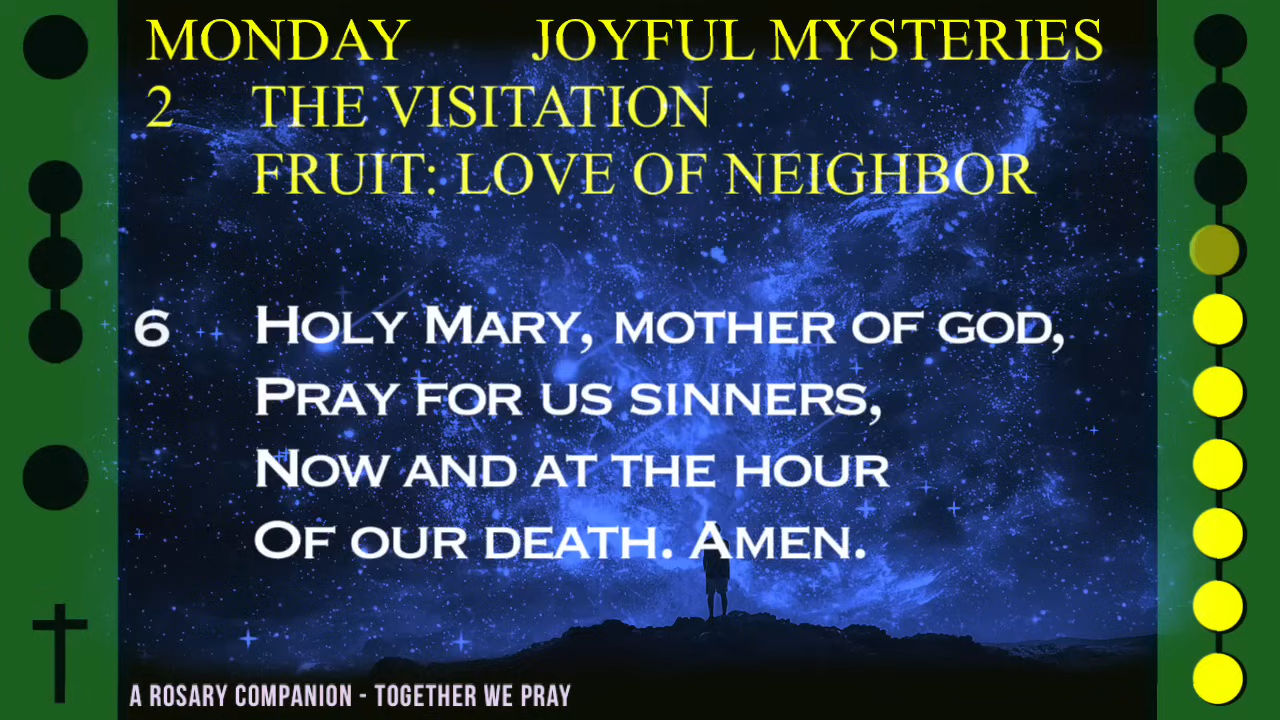 MONDAY JOYFUL MYSTERIES
2 THE VISITATION
FRUIT: LOVE OF NEIGHBOR
6 HOLY MARY, MOTHER OF GOD,
PRAY FOR US SINNERS,
NOW AND AT THE HOUR
OF OUR DEATH. AMEN.
A ROSARY COMPANION - TOGETHER WE PRAY